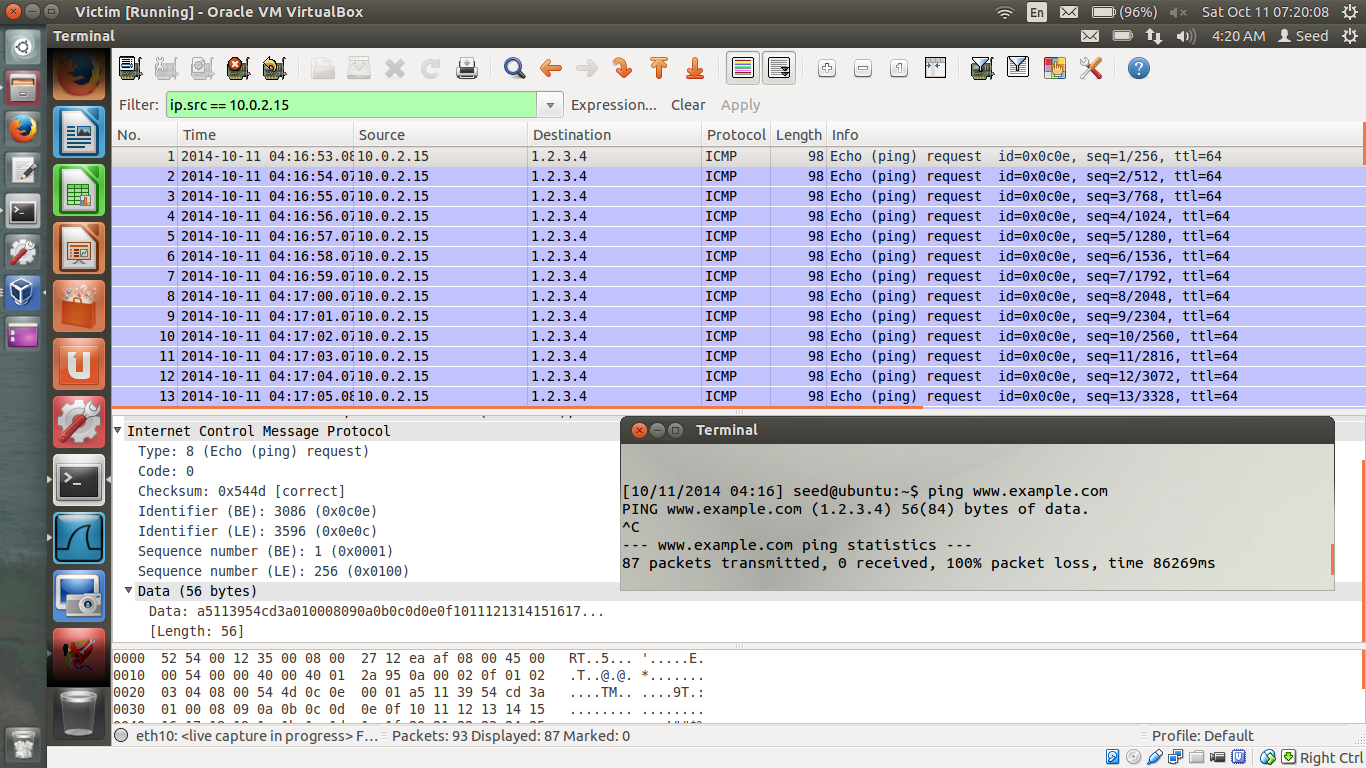 Victim [Running] - Oracle VM VirtualBox En (96%) Sat Oct 11 07:20:08
Terminal 4:20 AM Seed
Filter: ip.src == 10.0.2.15 Expression... Clear Apply
No. Time Source Destination Protocol Length Info
1 2014-10-11 04:16:53.08 10.0.2.15 1.2.3.4 ICMP 98 Echo (ping) request id=0x0c0e, seq=1/256, ttl=64
2 2014-10-11 04:16:54.07 10.0.2.15 1.2.3.4 ICMP 98 Echo (ping) request id=0x0c0e, seq=2/512, ttl=64
3 2014-10-11 04:16:55.07 10.0.2.15 1.2.3.4 ICMP 98 Echo (ping) request id=0x0c0e, seq=3/768, ttl=64
4 2014-10-11 04:16:56.07 10.0.2.15 1.2.3.4 ICMP 98 Echo (ping) request id=0x0c0e, seq=4/1024, ttl=64
5 2014-10-11 04:16:57.07 10.0.2.15 1.2.3.4 ICMP 98 Echo (ping) request id=0x0c0e, seq=5/1280, ttl=64
6 2014-10-11 04:16:58.07 10.0.2.15 1.2.3.4 ICMP 98 Echo (ping) request id=0x0c0e, seq=6/1536, ttl=64
7 2014-10-11 04:16:59.07 10.0.2.15 1.2.3.4 ICMP 98 Echo (ping) request id=0x0c0e, seq=7/1792, ttl=64
8 2014-10-11 04:17:00.07 10.0.2.15 1.2.3.4 ICMP 98 Echo (ping) request id=0x0c0e, seq=8/2048, ttl=64
9 2014-10-11 04:17:01.07 10.0.2.15 1.2.3.4 ICMP 98 Echo (ping) request id=0x0c0e, seq=9/2304, ttl=64
10 2014-10-11 04:17:02.07 10.0.2.15 1.2.3.4 ICMP 98 Echo (ping) request id=0x0c0e, seq=10/2560, ttl=64
11 2014-10-11 04:17:03.07 10.0.2.15 1.2.3.4 ICMP 98 Echo (ping) request id=0x0c0e, seq=11/2816, ttl=64
12 2014-10-11 04:17:04.07 10.0.2.15 1.2.3.4 ICMP 98 Echo (ping) request id=0x0c0e, seq=12/3072, ttl=64
13 2014-10-11 04:17:05.08 10.0.2.15 1.2.3.4 ICMP 98 Echo (ping) request id=0x0c0e, seq=13/3328, ttl=64
Internet Control Message Protocol
Type: 8 (Echo (ping) request)
Code: 0
Checksum: 0x544d [correct]
Identifier (BE): 3086 (0x0c0e)
Identifier (LE): 3596 (0x0e0c)
Sequence number (BE): 1 (0x0001)
Sequence number (LE): 256 (0x0100)
Data (56 bytes)
Data: a5113954cd3a010008090a0b0c0d0e0f1011121314151617...
[Length: 56]
Terminal
[10/11/2014 04:16] seed@ubuntu:~$ ping www.example.com
PING www.example.com (1.2.3.4) 56(84) bytes of data.
^C
--- www.example.com ping statistics ---
87 packets transmitted, 0 received, 100% packet loss, time 86269ms
0000 52 54 00 12 35 00 08 00 27 12 ea af 08 00 45 00 RT..5... '.....E.
0010 00 54 00 00 40 00 40 01 2a 95 0a 00 02 0f 01 02 .T..@.@. *.......
0020 03 04 08 00 54 4d 0c 0e 00 01 a5 11 39 54 cd 3a ....TM.. ....9T.:
0030 01 00 08 09 0a 0b 0c 0d 0e 0f 10 11 12 13 14 15 ........ ........
eth10: <live capture in progress> F... Packets: 93 Displayed: 87 Marked: 0 Profile: Default
Right Ctrl